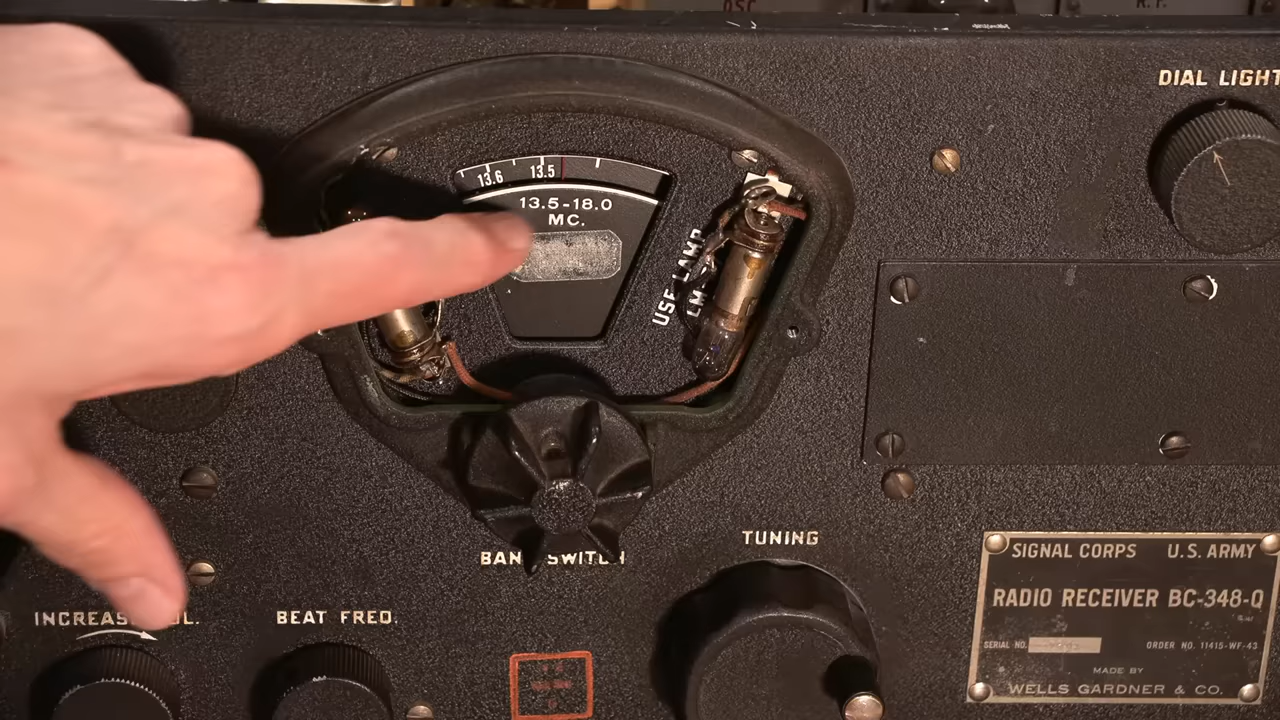 OSC
R.F.
DIAL LIGHT
13.6 13.5
13.5-18.0
MC.
USE LAMP
LM-
BAND SWITCH
TUNING
INCREASE VOL.
BEAT FREQ.
SIGNAL CORPS U.S. ARMY
RADIO RECEIVER BC-348-Q
SERIAL NO.
ORDER NO. 11415-WF-43
MADE BY
WELLS GARDNER & CO.